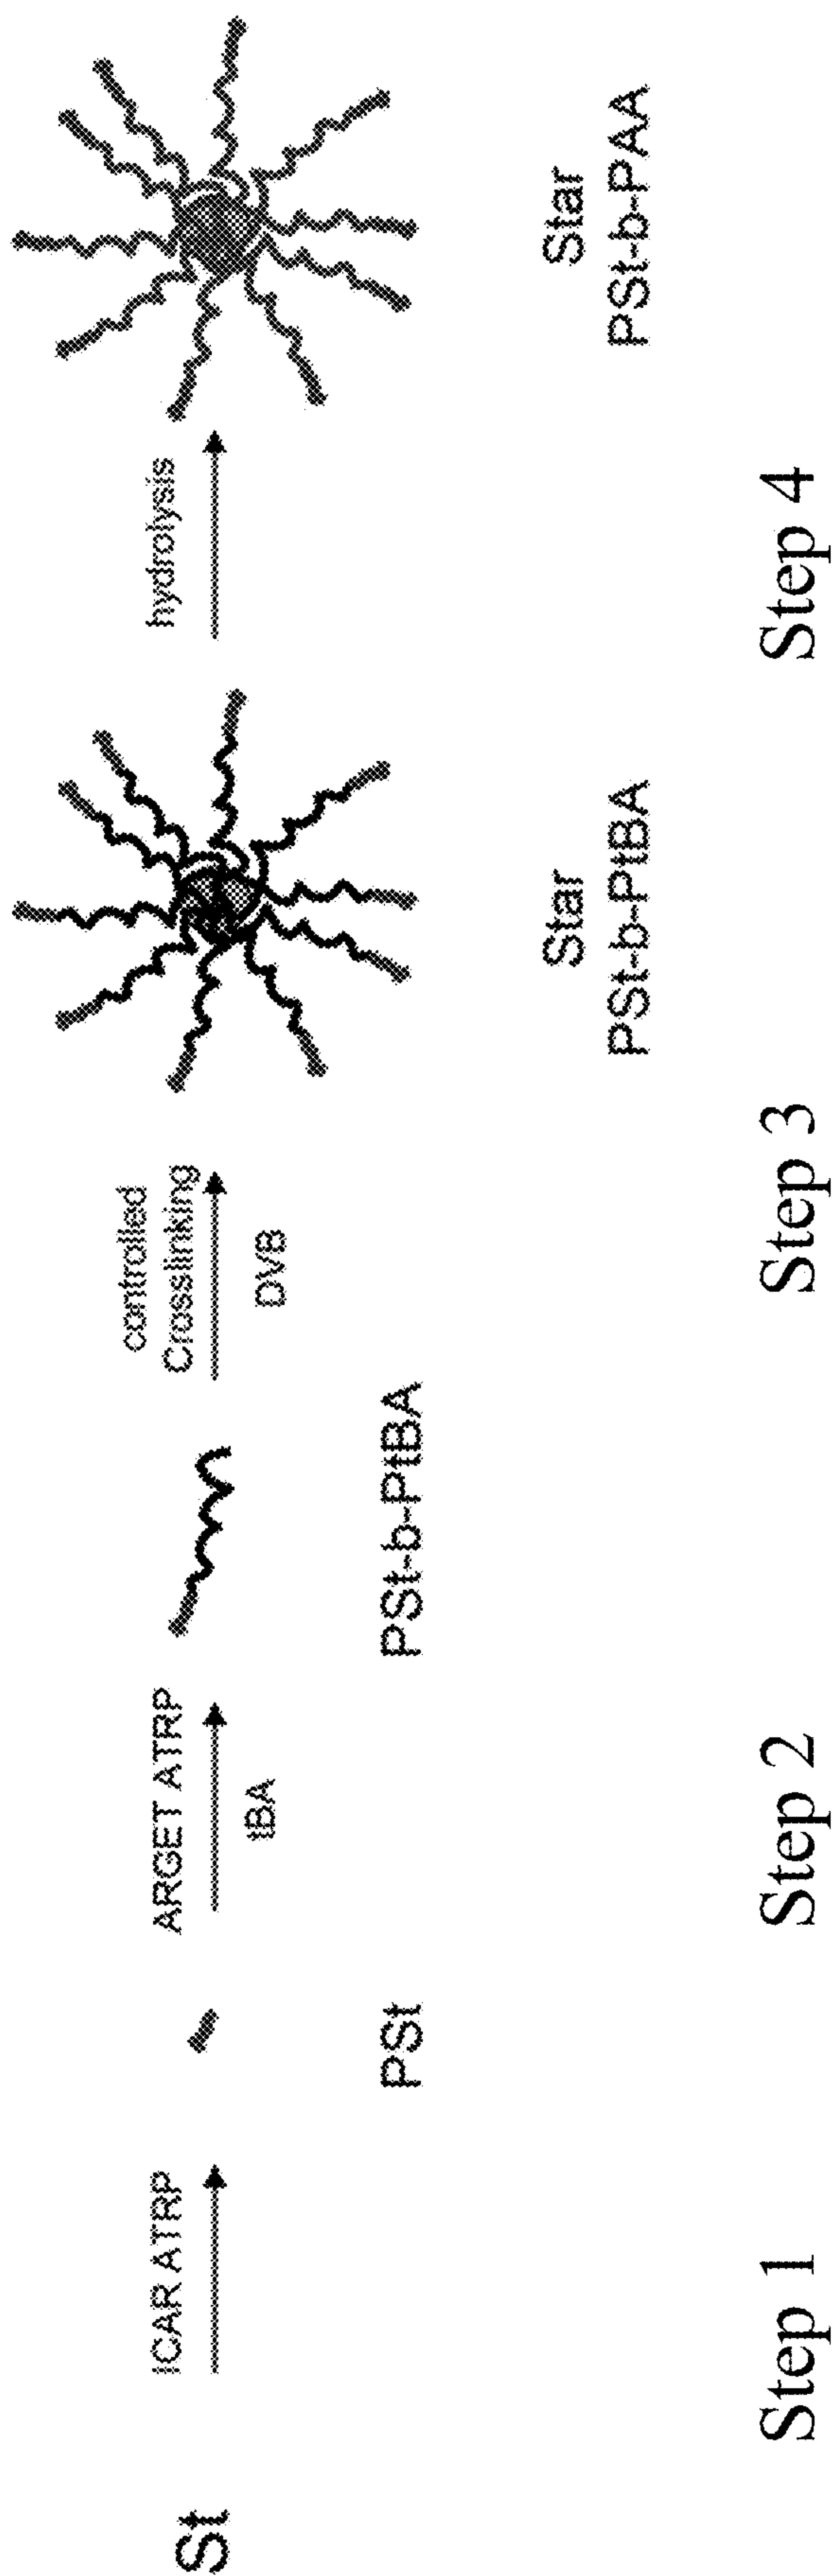 St
ICAR ATRP
PSt
ARGET ATRP
tBA
PSt-b-PtBA
controlled
Crosslinking
DVB
Star
PSt-b-PtBA
hydrolysis
Star
PSt-b-PAA
Step 1
Step 2
Step 3
Step 4